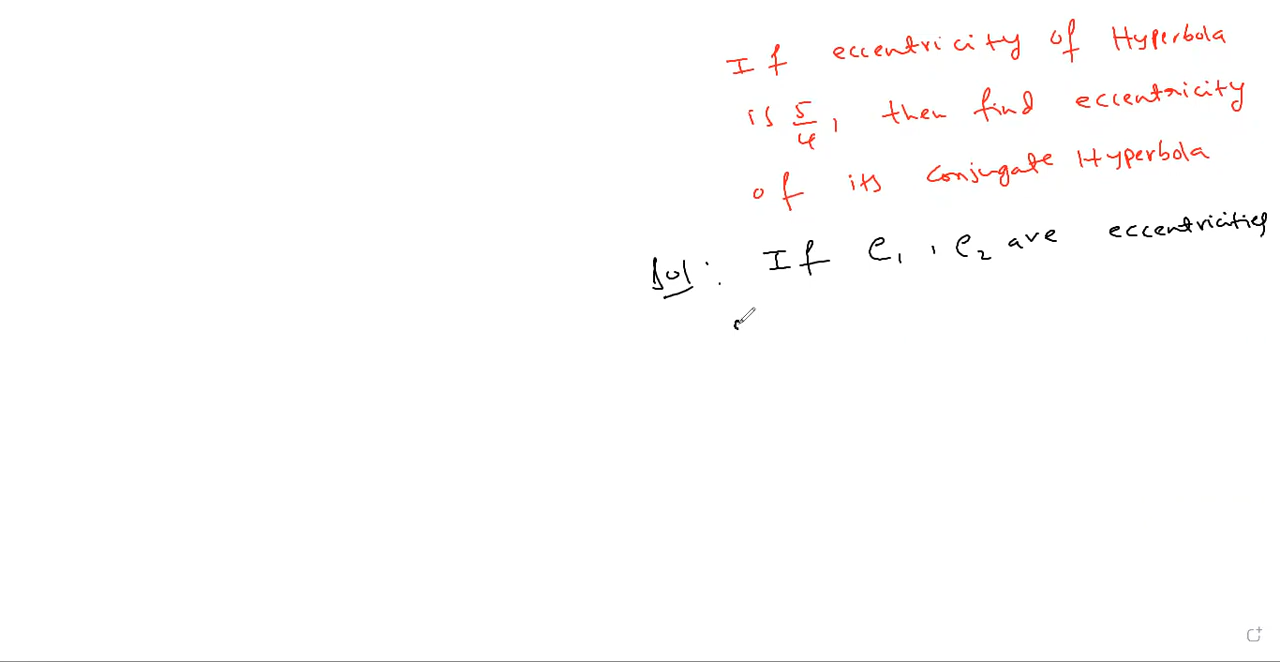 If eccentricity of Hyperbola
is 5/4, then find eccentricity
of its conjugate Hyperbola
Sol: If e₁, e₂ are eccentricities